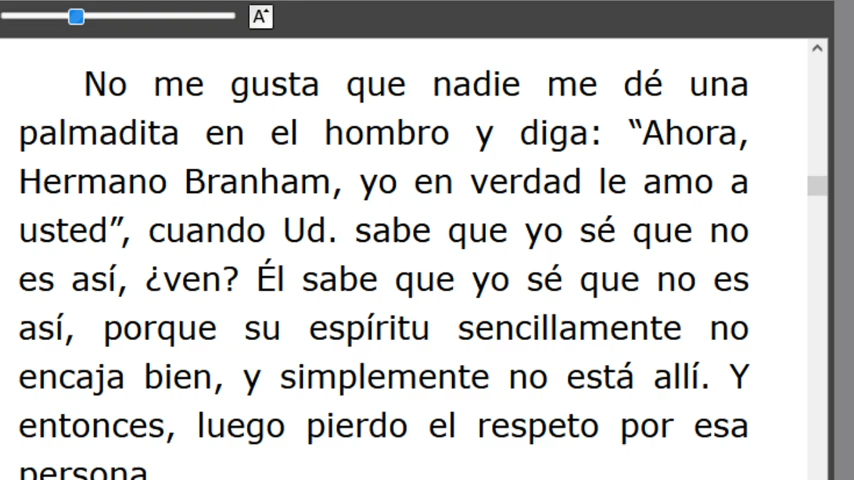 A
No me gusta que nadie me dé una
palmadita en el hombro y diga: “Ahora,
Hermano Branham, yo en verdad le amo a
usted”, cuando Ud. sabe que yo sé que no
es así, ¿ven? Él sabe que yo sé que no es
así, porque su espíritu sencillamente no
encaja bien, y simplemente no está allí. Y
entonces, luego pierdo el respeto por esa
persona